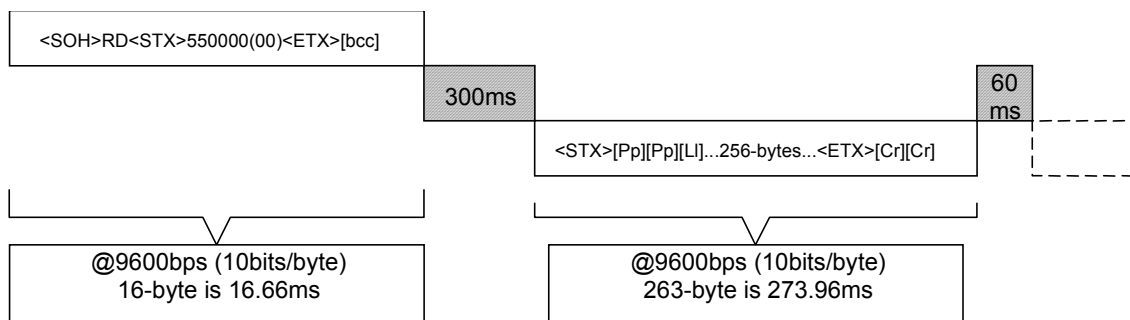 <SOH>RD<STX>550000(00)<ETX>[bcc]
300ms
60
ms
<STX>[Pp][Pp][Ll]...256-bytes...<ETX>[Cr][Cr]
@9600bps (10bits/byte)
16-byte is 16.66ms
@9600bps (10bits/byte)
263-byte is 273.96ms